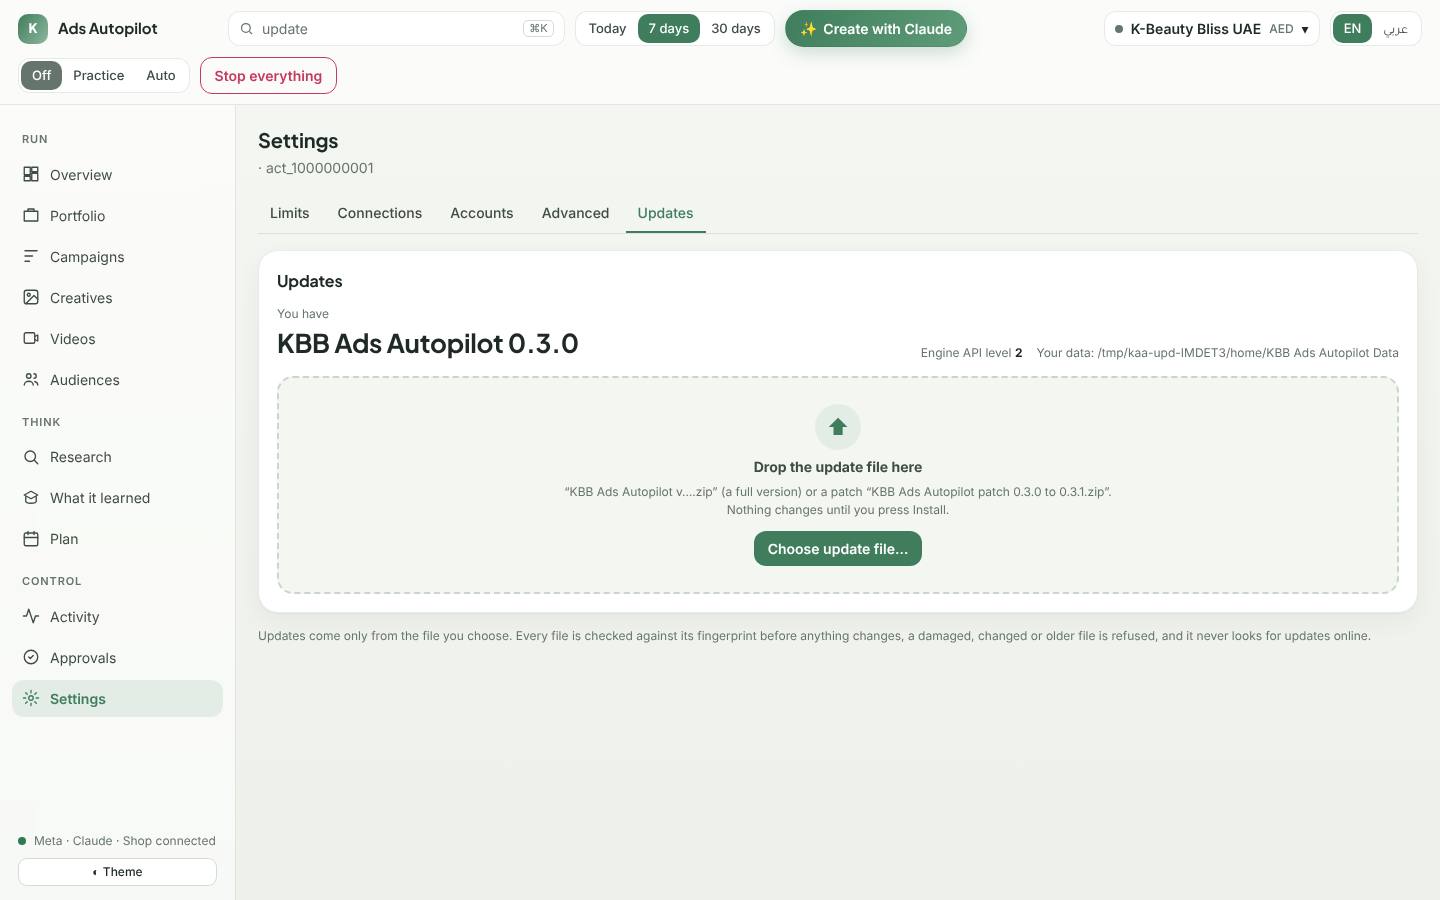 K
Ads Autopilot
update
⌘K
Today
7 days
30 days
✨ Create with Claude
K-Beauty Bliss UAE AED ▾
EN
عربي
Off
Practice
Auto
Stop everything
RUN
Overview
Portfolio
Campaigns
Creatives
Videos
Audiences
THINK
Research
What it learned
Plan
CONTROL
Activity
Approvals
Settings
Meta · Claude · Shop connected
Theme
Settings
· act_1000000001
Limits
Connections
Accounts
Advanced
Updates
Updates
You have
KBB Ads Autopilot 0.3.0
Engine API level 2
Your data: /tmp/kaa-upd-IMDET3/home/KBB Ads Autopilot Data
Drop the update file here
“KBB Ads Autopilot v….zip” (a full version) or a patch “KBB Ads Autopilot patch 0.3.0 to 0.3.1.zip”.
Nothing changes until you press Install.
Choose update file…
Updates come only from the file you choose. Every file is checked against its fingerprint before anything changes, a damaged, changed or older file is refused, and it never looks for updates online.